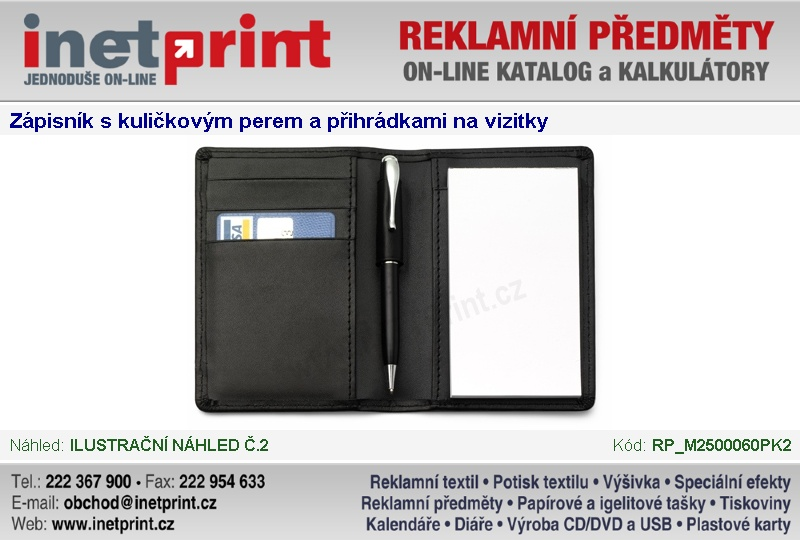 inetprint
JEDNODUŠE ON-LINE
REKLAMNÍ PŘEDMĚTY
ON-LINE KATALOG a KALKULÁTORY
Zápisník s kuličkovým perem a přihrádkami na vizitky
VISA
print.cz
Náhled: ILUSTRAČNÍ NÁHLED Č.2
Kód: RP_M2500060PK2
Tel.: 222 367 900 • Fax: 222 954 633
E-mail: obchod@inetprint.cz
Web: www.inetprint.cz
Reklamní textil • Potisk textilu • Výšivka • Speciální efekty
Reklamní předměty • Papírové a igelitové tašky • Tiskoviny
Kalendáře • Diáře • Výroba CD/DVD a USB • Plastové karty